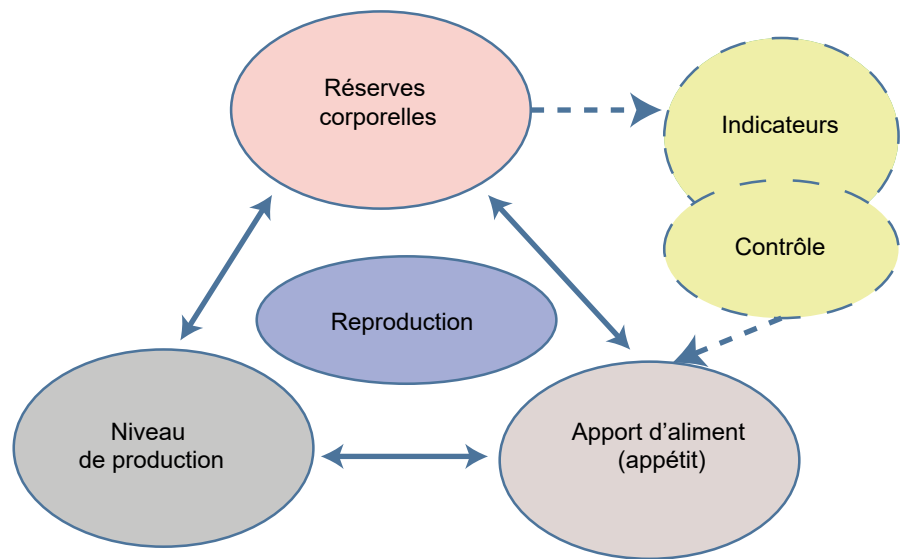 Réserves
corporelles
Indicateurs
Contrôle
Reproduction
Niveau
de production
Apport d’aliment
(appétit)